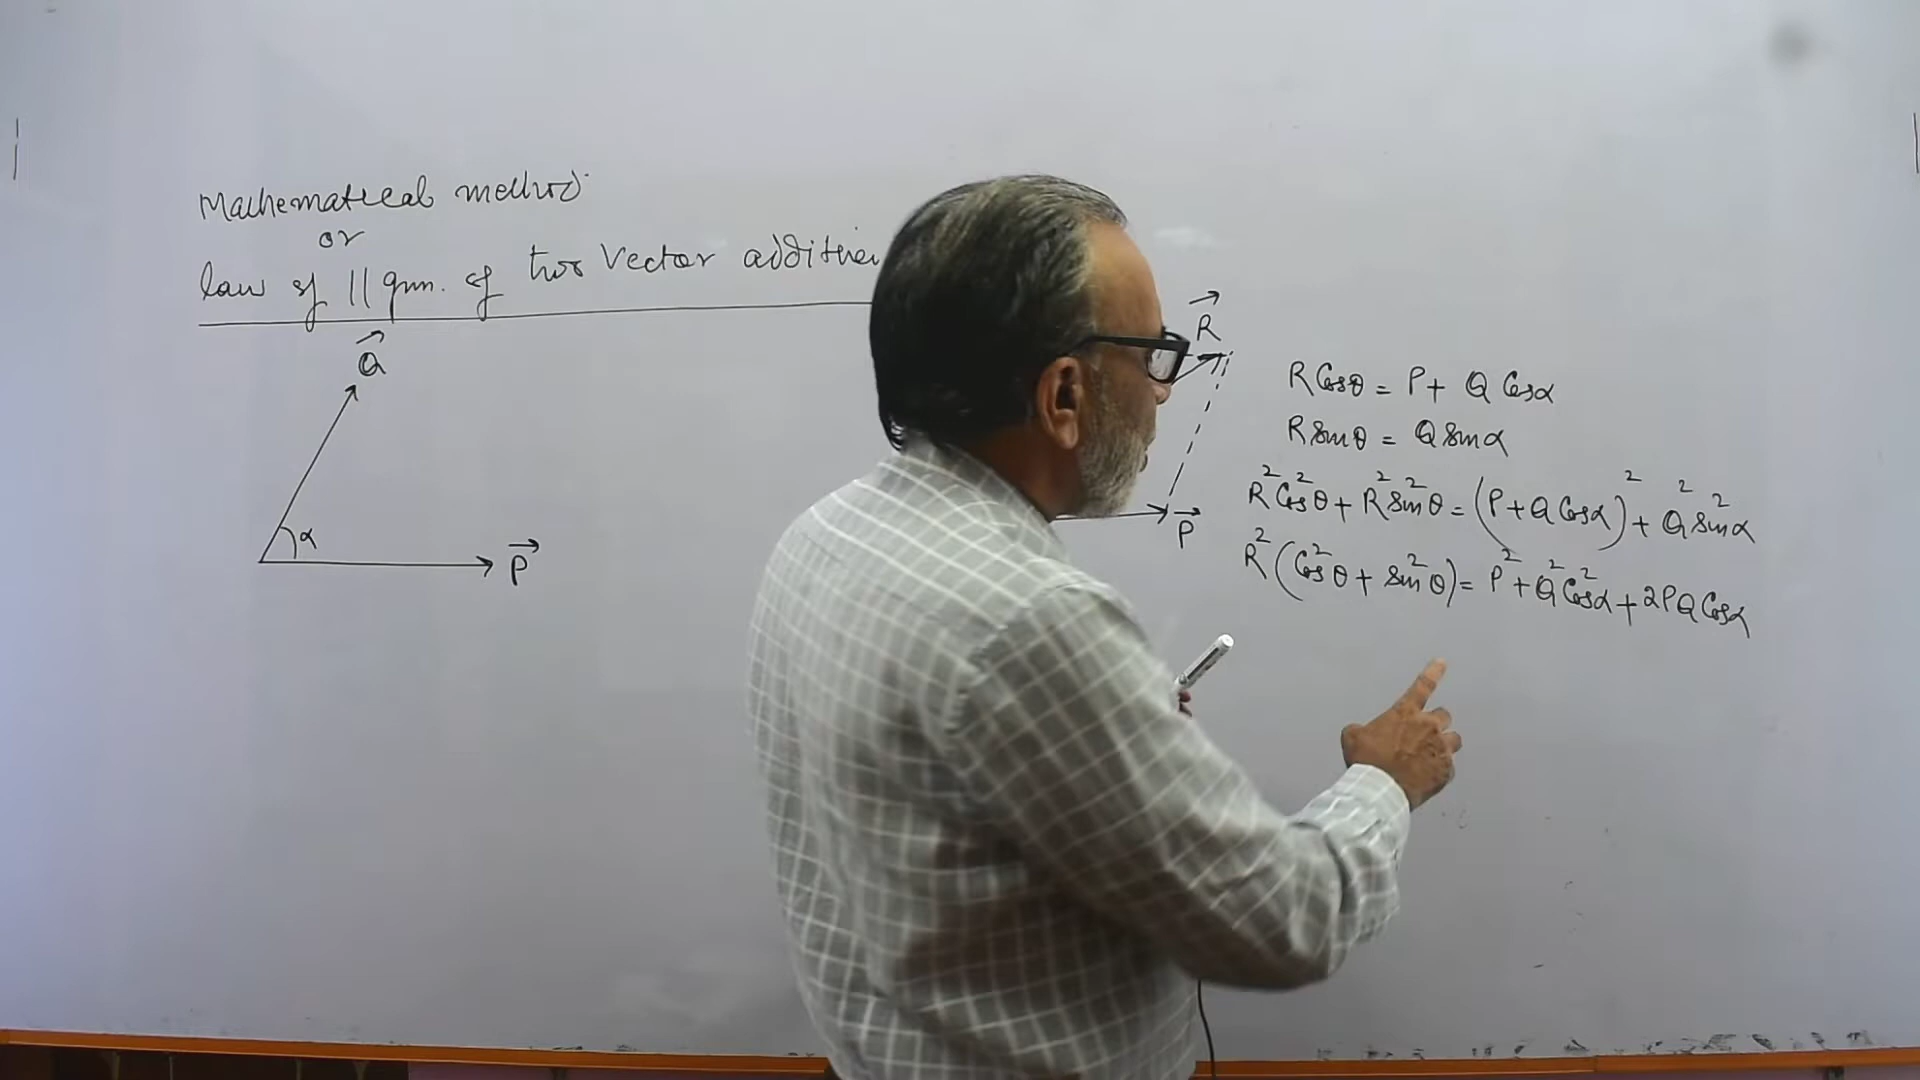 Mathematical method
or
law of || gm. of two Vector addition
Q
α
P
R
P
R Cosθ = P + Q Cosα
R Sinθ = Q Sinα
R² Cos²θ + R² Sin²θ = (P + Q Cosα)² + Q² Sin²α
R² (Cos²θ + Sin²θ) = P² + Q² Cos²α + 2PQ Cosα